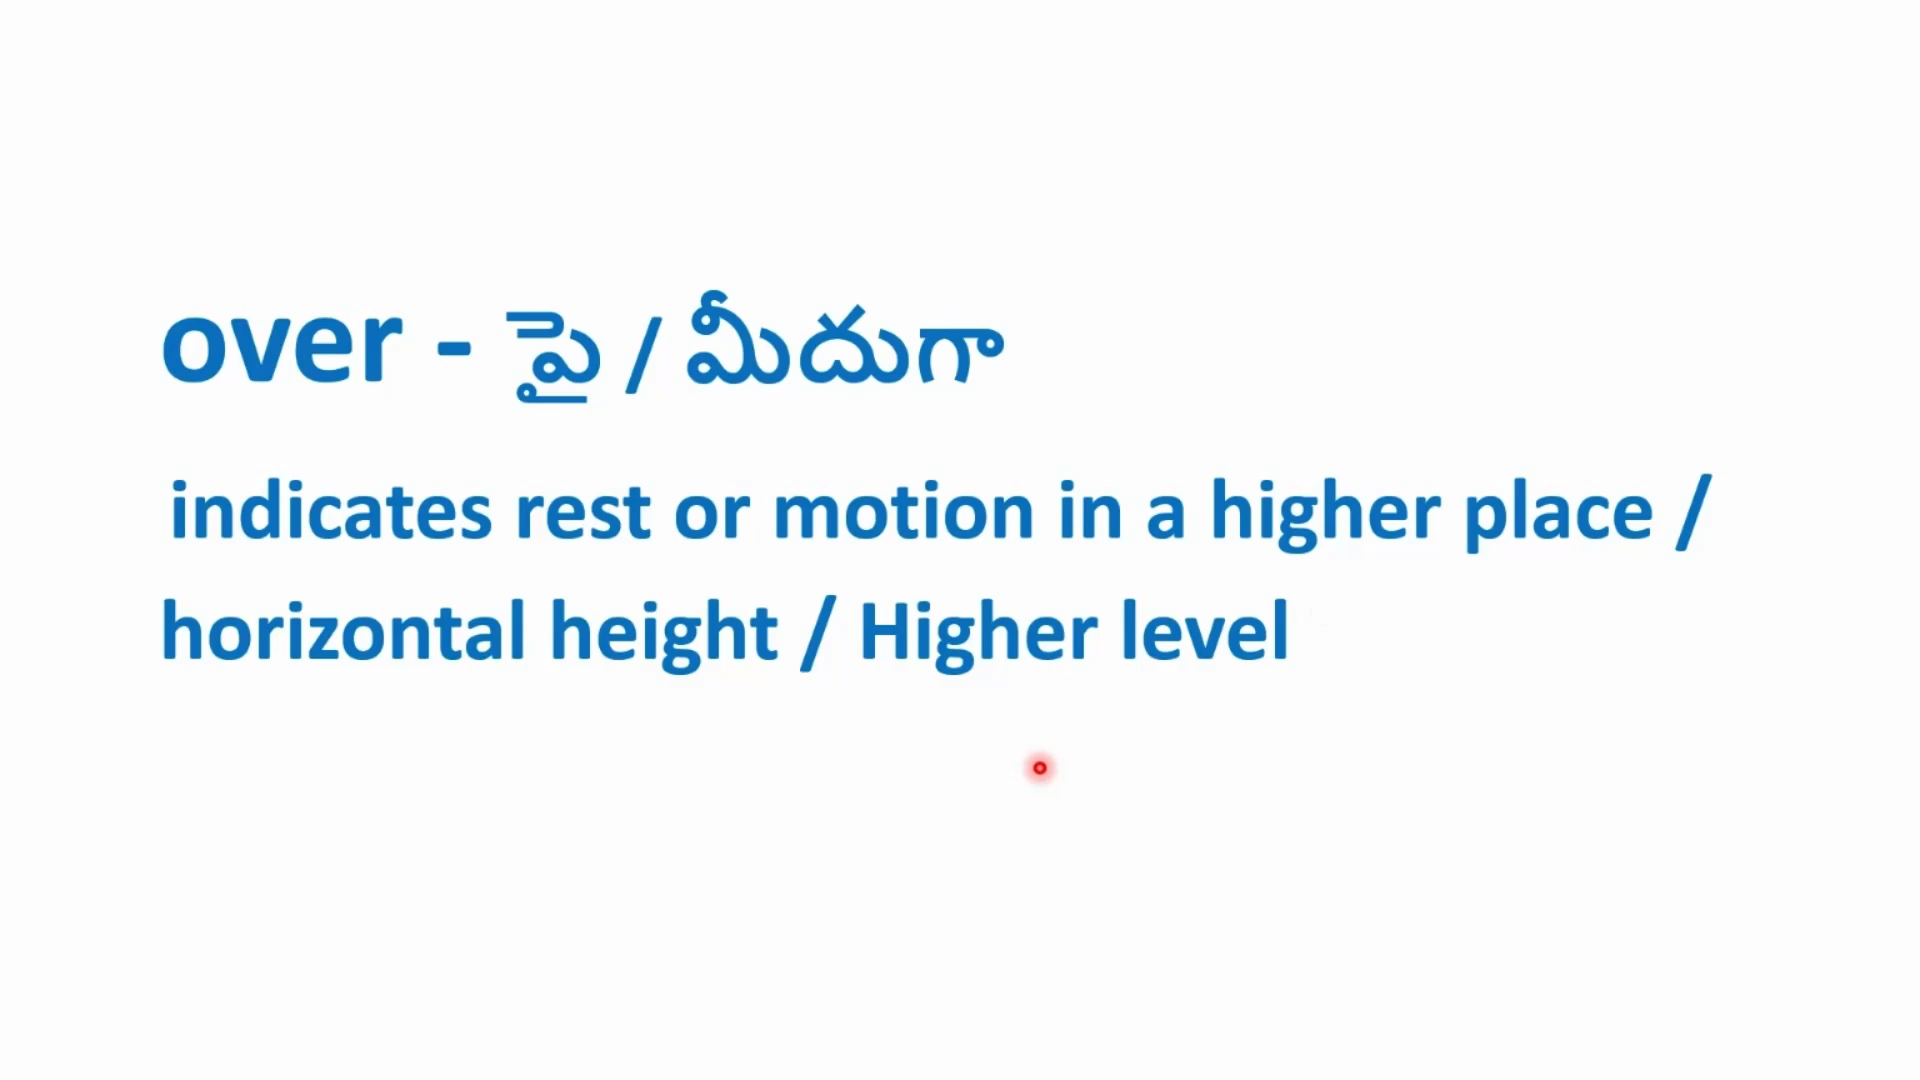 over - పై / మీదుగా
indicates rest or motion in a higher place /
horizontal height / Higher level